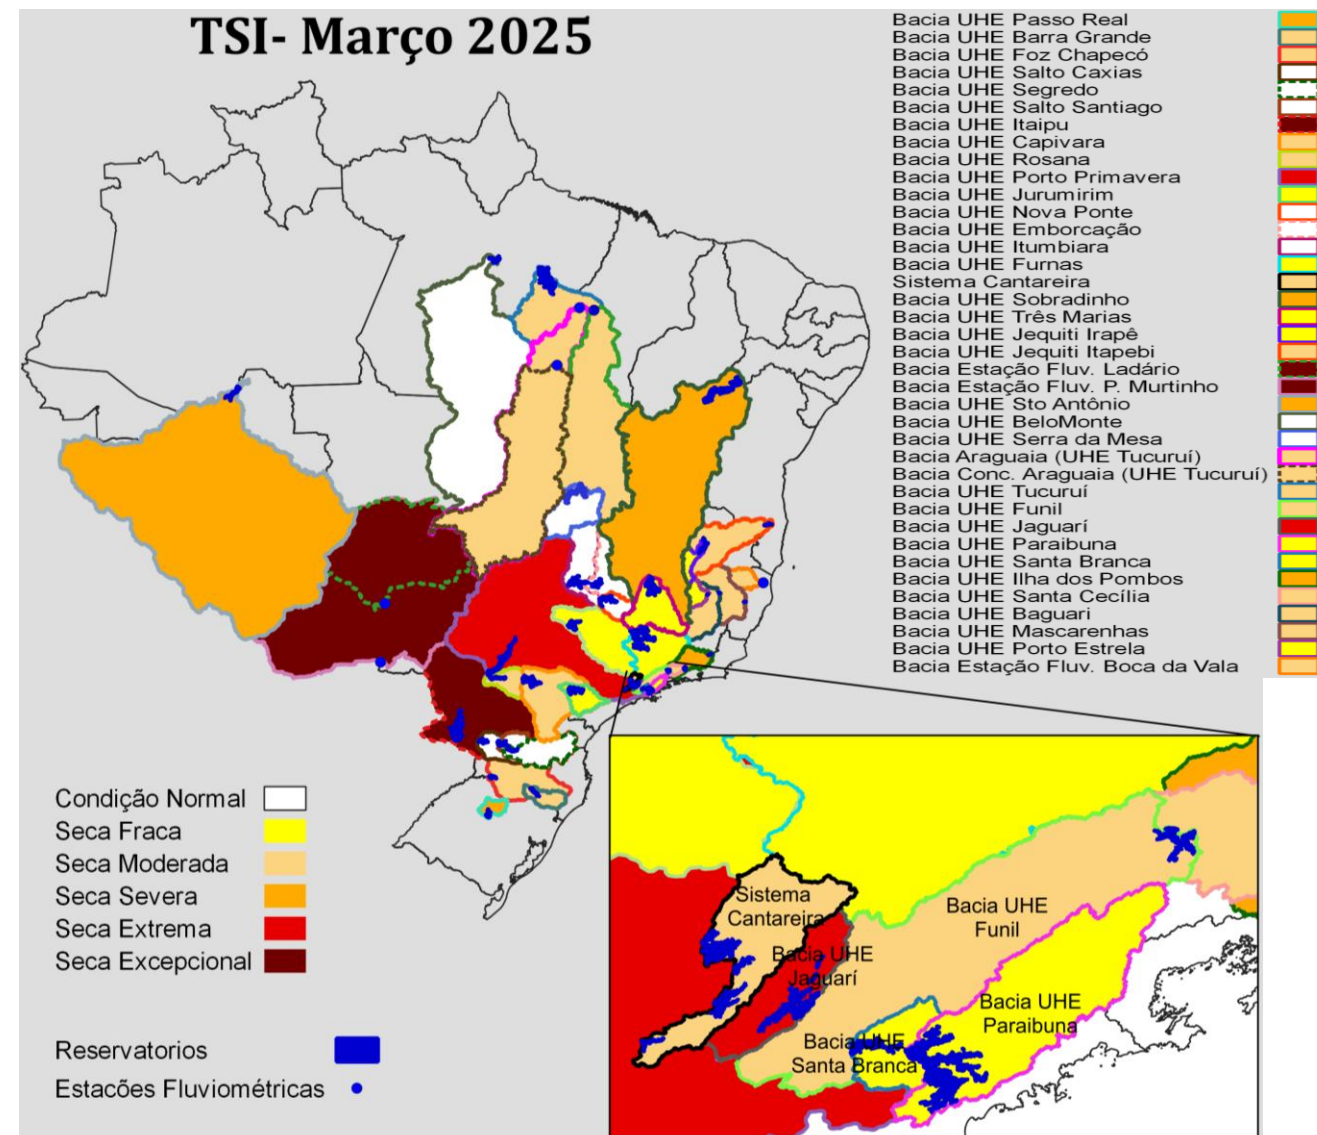 TSI- Março 2025
Bacia UHE Passo Real
Bacia UHE Barra Grande
Bacia UHE Foz Chapecó
Bacia UHE Salto Caxias
Bacia UHE Segredo
Bacia UHE Salto Santiago
Bacia UHE Itaipu
Bacia UHE Capivara
Bacia UHE Rosana
Bacia UHE Porto Primavera
Bacia UHE Jurumirim
Bacia UHE Nova Ponte
Bacia UHE Emborcação
Bacia UHE Itumbiara
Bacia UHE Furnas
Sistema Cantareira
Bacia UHE Sobradinho
Bacia UHE Três Marias
Bacia UHE Jequiti Irapê
Bacia UHE Jequiti Itapebi
Bacia Estação Fluv. Ladário
Bacia Estação Fluv. P. Murtinho
Bacia UHE Sto Antônio
Bacia UHE BeloMonte
Bacia UHE Serra da Mesa
Bacia Araguaia (UHE Tucuruí)
Bacia Conc. Araguaia (UHE Tucuruí)
Bacia UHE Tucuruí
Bacia UHE Funil
Bacia UHE Jaguarí
Bacia UHE Paraibuna
Bacia UHE Santa Branca
Bacia UHE Ilha dos Pombos
Bacia UHE Santa Cecília
Bacia UHE Baguari
Bacia UHE Mascarenhas
Bacia UHE Porto Estrela
Bacia Estação Fluv. Boca da Vala
Condição Normal
Seca Fraca
Seca Moderada
Seca Severa
Seca Extrema
Seca Excepcional
Reservatorios
Estacões Fluviométricas
Sistema
Cantareira
Bacia UHE
Jaguarí
Bacia UHE
Funil
Bacia UHE
Paraibuna
Bacia UHE
Santa Branca